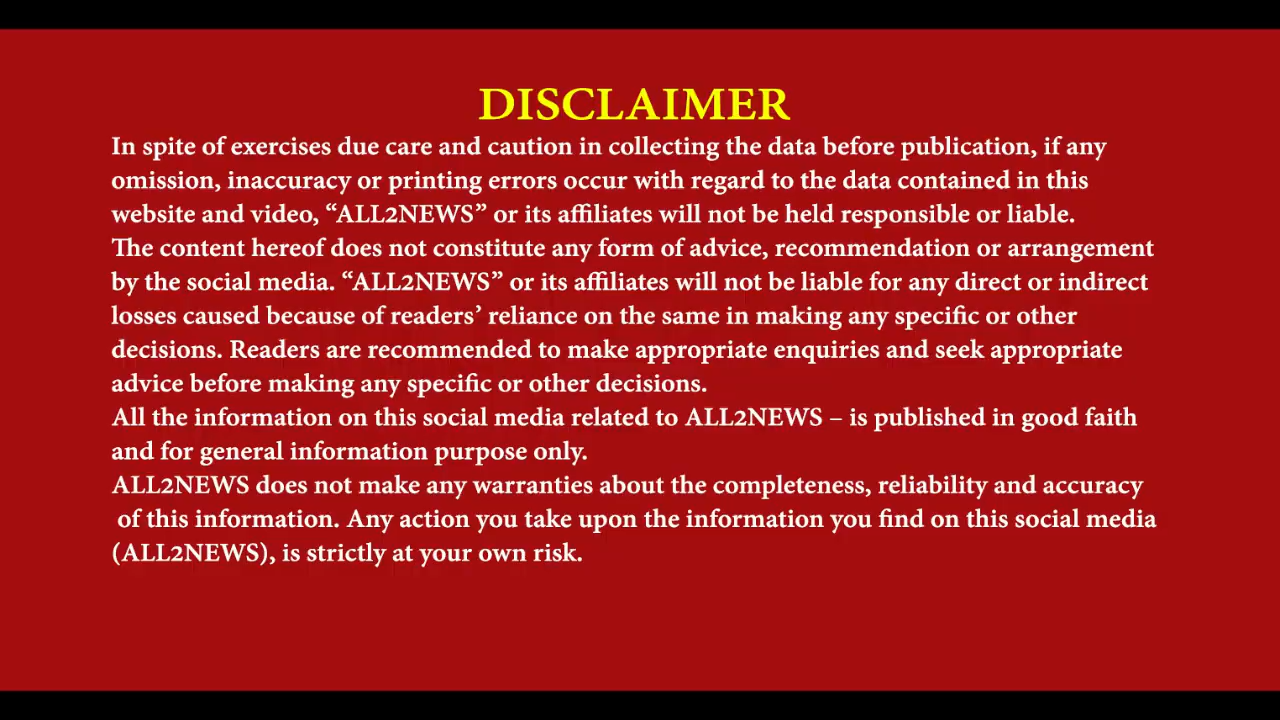 DISCLAIMER
In spite of exercises due care and caution in collecting the data before publication, if any
omission, inaccuracy or printing errors occur with regard to the data contained in this
website and video, “ALL2NEWS” or its affiliates will not be held responsible or liable.
The content hereof does not constitute any form of advice, recommendation or arrangement
by the social media. “ALL2NEWS” or its affiliates will not be liable for any direct or indirect
losses caused because of readers’ reliance on the same in making any specific or other
decisions. Readers are recommended to make appropriate enquiries and seek appropriate
advice before making any specific or other decisions.
All the information on this social media related to ALL2NEWS – is published in good faith
and for general information purpose only.
ALL2NEWS does not make any warranties about the completeness, reliability and accuracy
of this information. Any action you take upon the information you find on this social media
(ALL2NEWS), is strictly at your own risk.